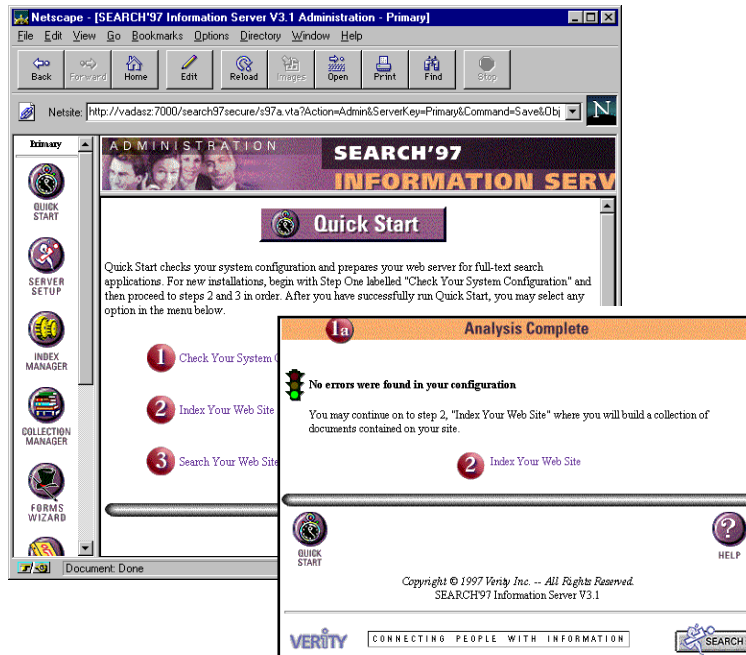 Netscape - [SEARCH'97 Information Server V3.1 Administration - Primary]
File Edit View Go Bookmarks Options Directory Window Help
Back Forward Home Edit Reload Images Open Print Find Stop
Netsite: http://vadasz:7000/search97secure/s97a.vta?Action=Admin&ServerKey=Primary&Command=Save&Obj
N
Primary
QUICK
START
SERVER
SETUP
INDEX
MANAGER
COLLECTION
MANAGER
FORMS
WIZARD
ADMINISTRATION
SEARCH'97
INFORMATION SERV
Quick Start
Quick Start checks your system configuration and prepares your web server for full-text search
applications. For new installations, begin with Step One labelled "Check Your System Configuration" and
then proceed to steps 2 and 3 in order. After you have successfully run Quick Start, you may select any
option in the menu below.
1 Check Your System
2 Index Your Web Site
3 Search Your Web Site
Document: Done
1a Analysis Complete
No errors were found in your configuration
You may continue on to step 2, "Index Your Web Site" where you will build a collection of
documents contained on your site.
2 Index Your Web Site
QUICK
START
?
HELP
Copyright © 1997 Verity Inc. -- All Rights Reserved.
SEARCH'97 Information Server V3.1
VERITY
CONNECTING PEOPLE WITH INFORMATION
SEARCH